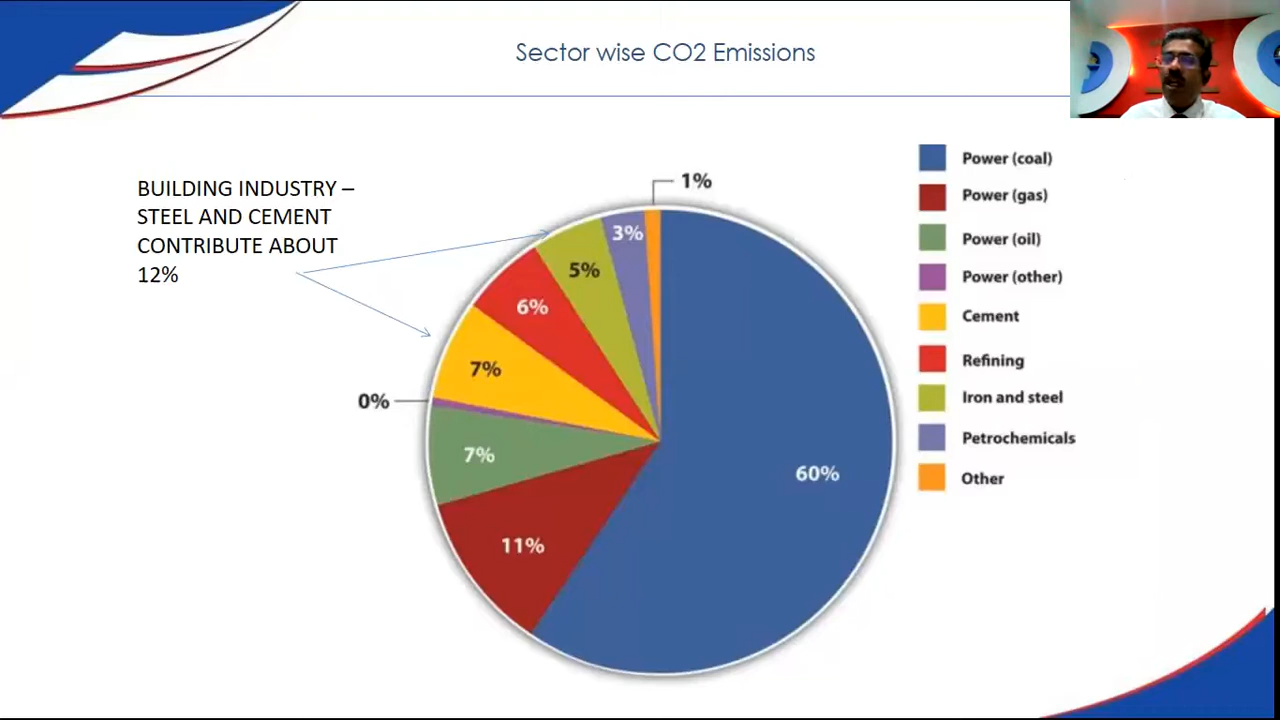 Sector wise CO2 Emissions
BUILDING INDUSTRY –
STEEL AND CEMENT
CONTRIBUTE ABOUT
12%
1%
3%
5%
6%
7%
0%
7%
11%
60%
Power (coal)
Power (gas)
Power (oil)
Power (other)
Cement
Refining
Iron and steel
Petrochemicals
Other